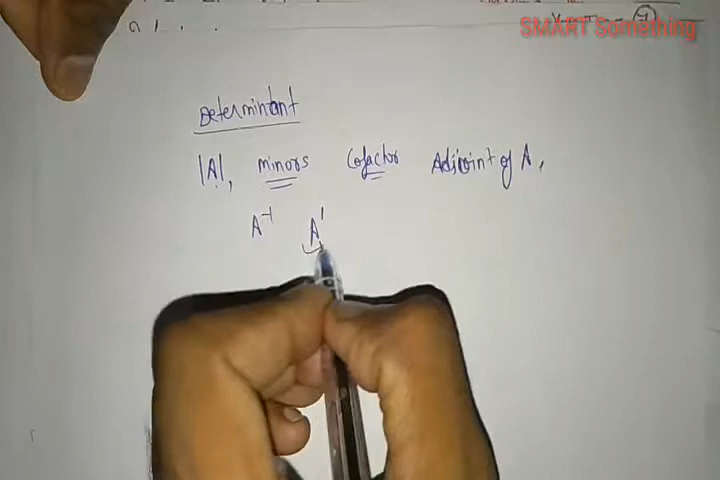 SMART Something
Determinant
|A|, minors Cofactor Adjoint of A,
A⁻¹ A'